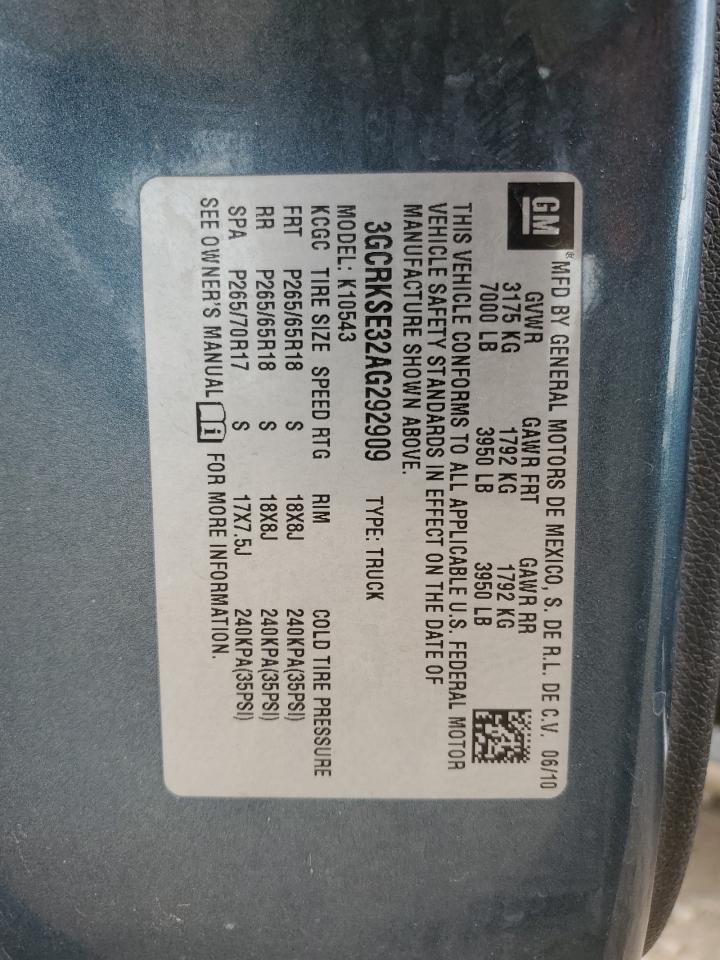 GM
® MFD BY GENERAL MOTORS DE MEXICO, S. DE R.L. DE C.V. 06/10
GVWR GAWR FRT GAWR RR
3175 KG 1792 KG 1792 KG
7000 LB 3950 LB 3950 LB
THIS VEHICLE CONFORMS TO ALL APPLICABLE U.S. FEDERAL MOTOR
VEHICLE SAFETY STANDARDS IN EFFECT ON THE DATE OF
MANUFACTURE SHOWN ABOVE.
3GCRKSE32AG292909 TYPE: TRUCK
MODEL: K10543
KCGC TIRE SIZE SPEED RTG RIM COLD TIRE PRESSURE
FRT P265/65R18 S 18X8J 240KPA(35PSI)
RR P265/65R18 S 18X8J 240KPA(35PSI)
SPA P265/70R17 S 17X7.5J 240KPA(35PSI)
SEE OWNER'S MANUAL i FOR MORE INFORMATION.